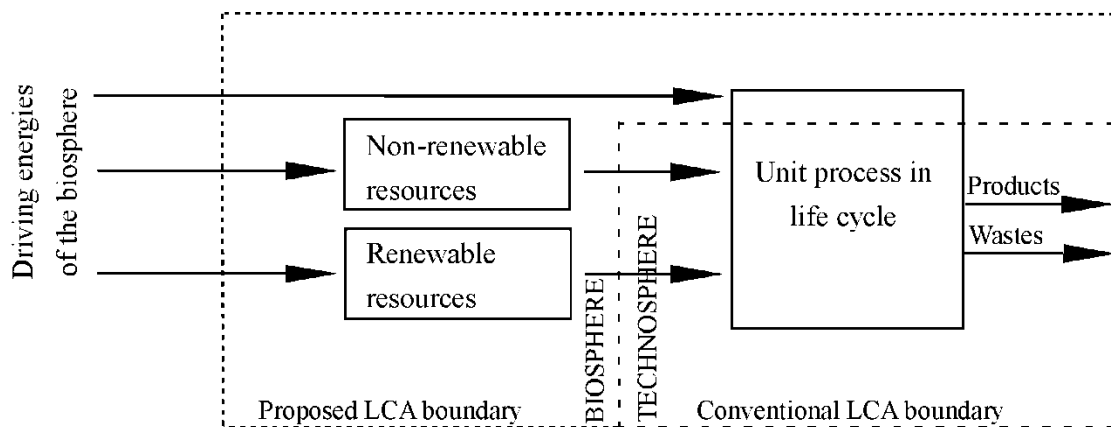 Driving energies
of the biosphere
Non-renewable
resources
Renewable
resources
Unit process in
life cycle
Products
Wastes
BIOSPHERE
TECHNOSPHERE
Proposed LCA boundary
Conventional LCA boundary